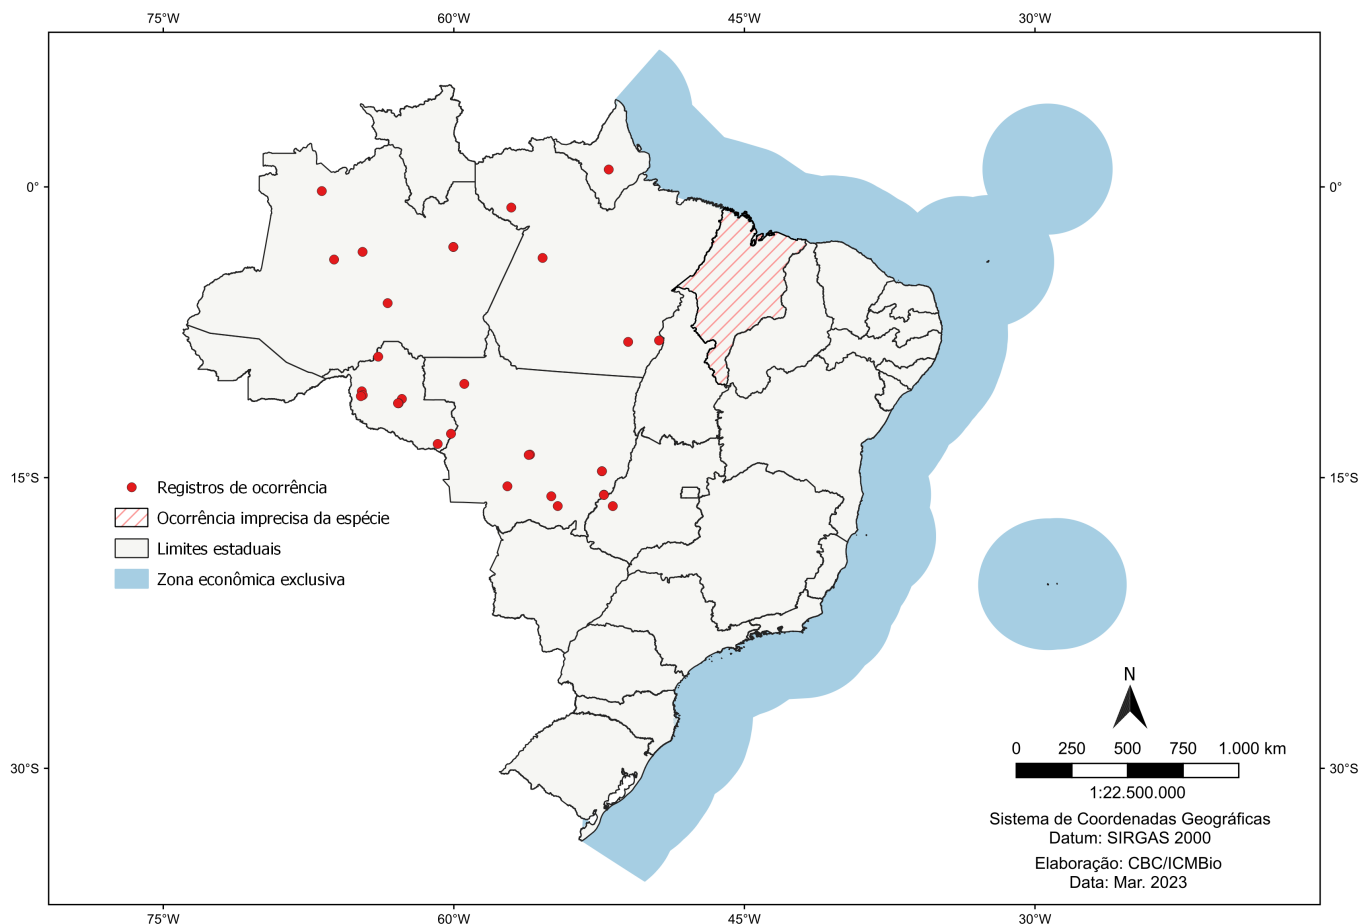 75°W 60°W 45°W 30°W
0° 0°
15°S 15°S
30°S 30°S
Registros de ocorrência
Ocorrência imprecisa da espécie
Limites estaduais
Zona econômica exclusiva
N
0 250 500 750 1.000 km
1:22.500.000
Sistema de Coordenadas Geográficas
Datum: SIRGAS 2000
Elaboração: CBC/ICMBio
Data: Mar. 2023
75°W 60°W 45°W 30°W